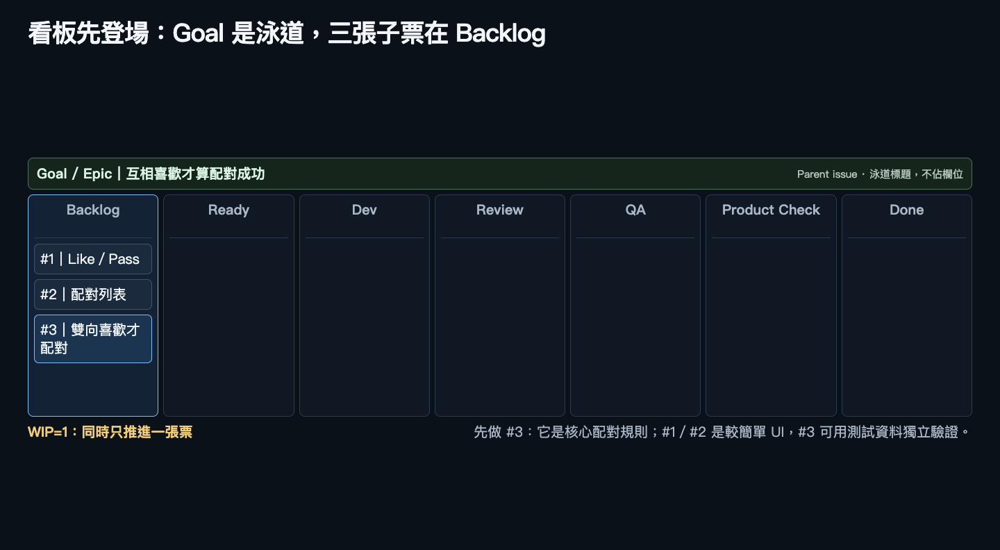 看板先登場：Goal 是泳道，三張子票在 Backlog
Goal / Epic｜互相喜歡才算配對成功
Parent issue · 泳道標題，不佔欄位
Backlog
Ready
Dev
Review
QA
Product Check
Done
#1｜Like / Pass
#2｜配對列表
#3｜雙向喜歡才
配對
WIP=1：同時只推進一張票
先做 #3：它是核心配對規則；#1 / #2 是較簡單 UI，#3 可用測試資料獨立驗證。